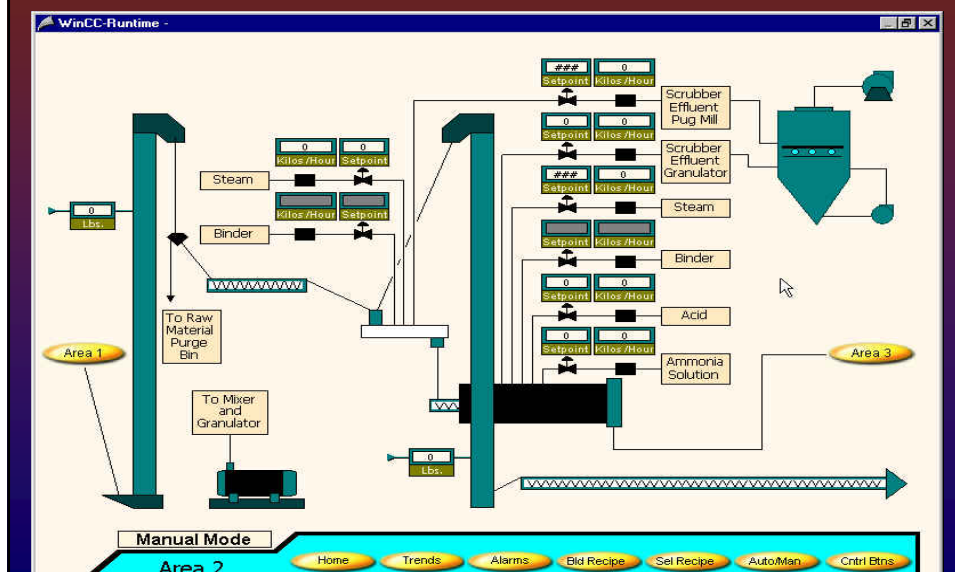 WinCC-Runtime -
###
0
Setpoint
Kilos/Hour
Scrubber
Effluent
Pug Mill
0
0
Setpoint
Kilos/Hour
Scrubber
Effluent
Granulator
0
0
Kilos/Hour
Setpoint
Steam
###
0
Setpoint
Kilos/Hour
Steam
Kilos/Hour
Setpoint
Binder
0
Lbs.
Setpoint
Kilos/Hour
Binder
0
0
Setpoint
Kilos/Hour
Acid
To Raw
Material
Purge
Bin
0
0
Setpoint
Kilos/Hour
Ammonia
Solution
Area 1
Area 3
To Mixer
and
Granulator
0
Lbs.
Manual Mode
Area 2
Home
Trends
Alarms
Bld Recipe
Sel Recipe
Auto/Man
Cntrl Btns